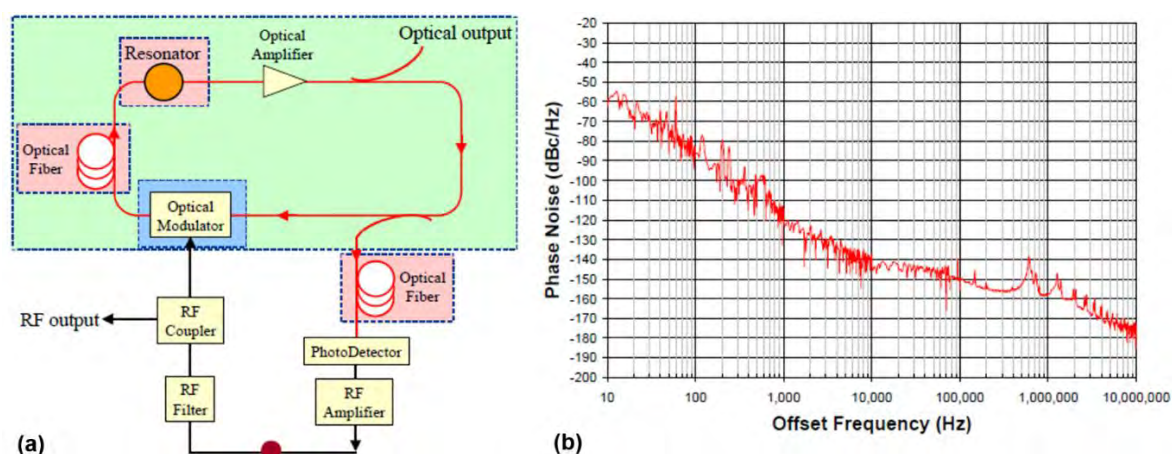 Resonator
Optical
Amplifier
Optical output
Optical
Fiber
Optical
Modulator
Optical
Fiber
RF output
RF
Coupler
PhotoDetector
RF
Filter
RF
Amplifier
(a)
Phase Noise (dBc/Hz)
-20
-30
-40
-50
-60
-70
-80
-90
-100
-110
-120
-130
-140
-150
-160
-170
-180
-190
-200
10
100
1,000
10,000
100,000
1,000,000
10,000,000
Offset Frequency (Hz)
(b)